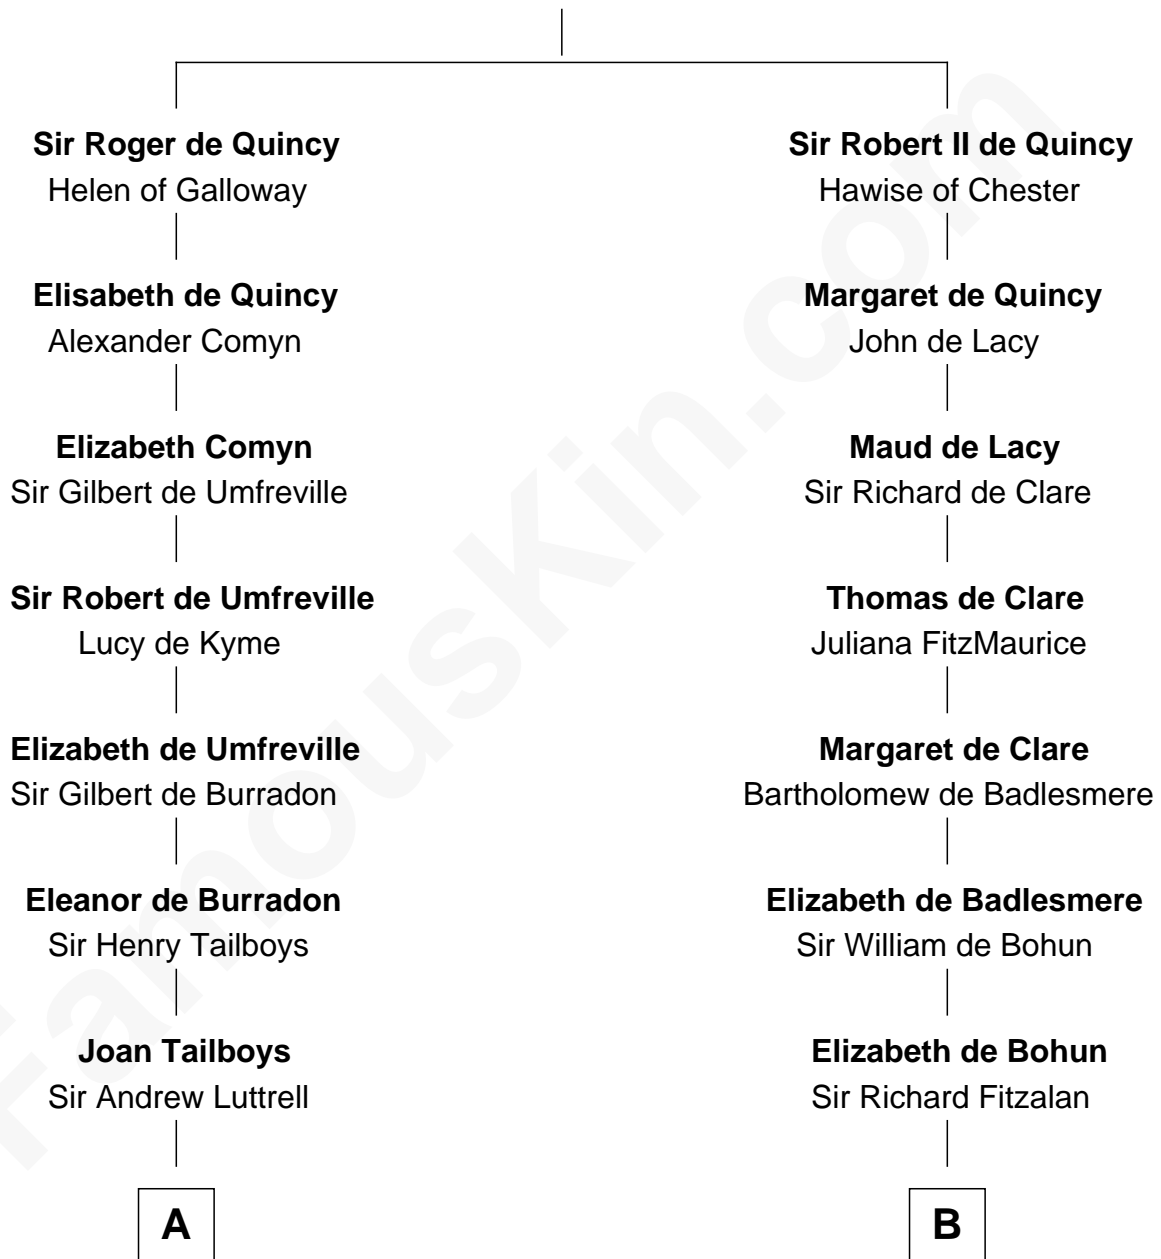 Sir Roger de Quincy
Helen of Galloway
Elisabeth de Quincy
Alexander Comyn
Elizabeth Comyn
Sir Gilbert de Umfreville
Sir Robert de Umfreville
Lucy de Kyme
Elizabeth de Umfreville
Sir Gilbert de Burradon
Eleanor de Burradon
Sir Henry Tailboys
Joan Tailboys
Sir Andrew Luttrell
A
Sir Robert II de Quincy
Hawise of Chester
Margaret de Quincy
John de Lacy
Maud de Lacy
Sir Richard de Clare
Thomas de Clare
Juliana FitzMaurice
Margaret de Clare
Bartholomew de Badlesmere
Elizabeth de Badlesmere
Sir William de Bohun
Elizabeth de Bohun
Sir Richard Fitzalan
B
FamousKin.com